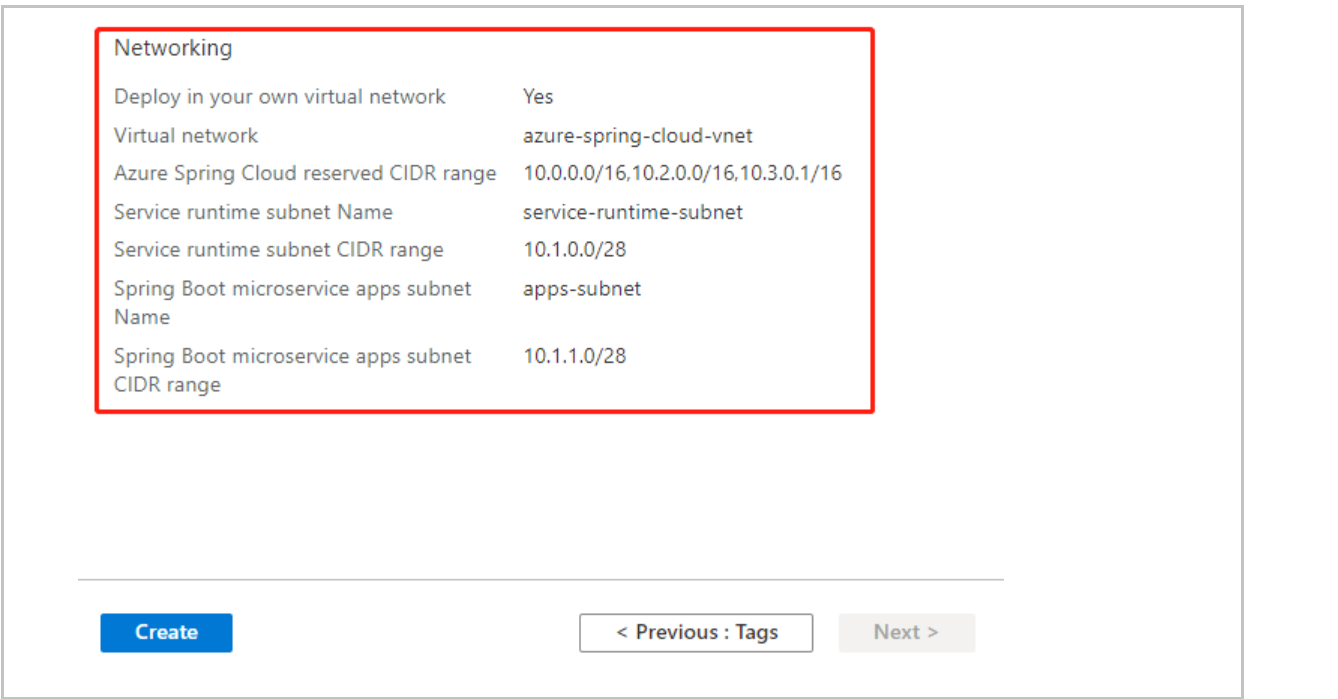 Networking
Deploy in your own virtual network Yes
Virtual network azure-spring-cloud-vnet
Azure Spring Cloud reserved CIDR range 10.0.0.0/16,10.2.0.0/16,10.3.0.1/16
Service runtime subnet Name service-runtime-subnet
Service runtime subnet CIDR range 10.1.0.0/28
Spring Boot microservice apps subnet apps-subnet
Name
Spring Boot microservice apps subnet 10.1.1.0/28
CIDR range
Create < Previous : Tags Next >